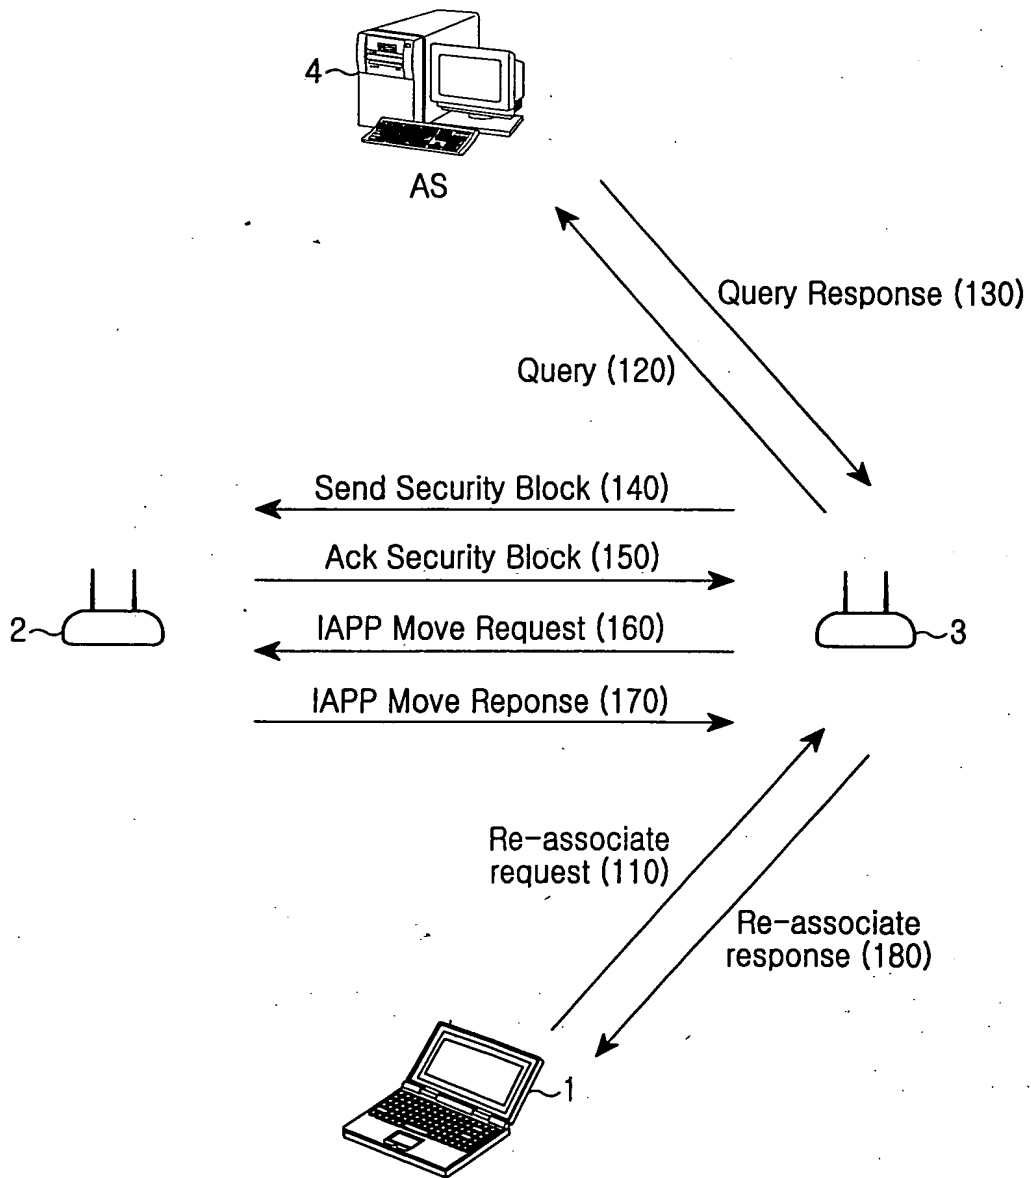 4
AS
Query Response (130)
Query (120)
Send Security Block (140)
Ack Security Block (150)
2
IAPP Move Request (160)
3
IAPP Move Reponse (170)
Re-associate
request (110)
Re-associate
response (180)
1